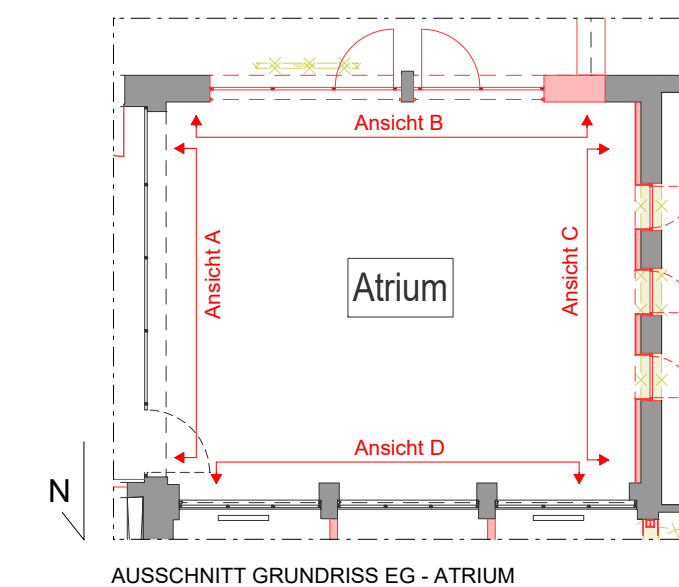 Ansicht B
Ansicht A
Atrium
Ansicht C
Ansicht D
N
AUSSCHNITT GRUNDRISS EG - ATRIUM